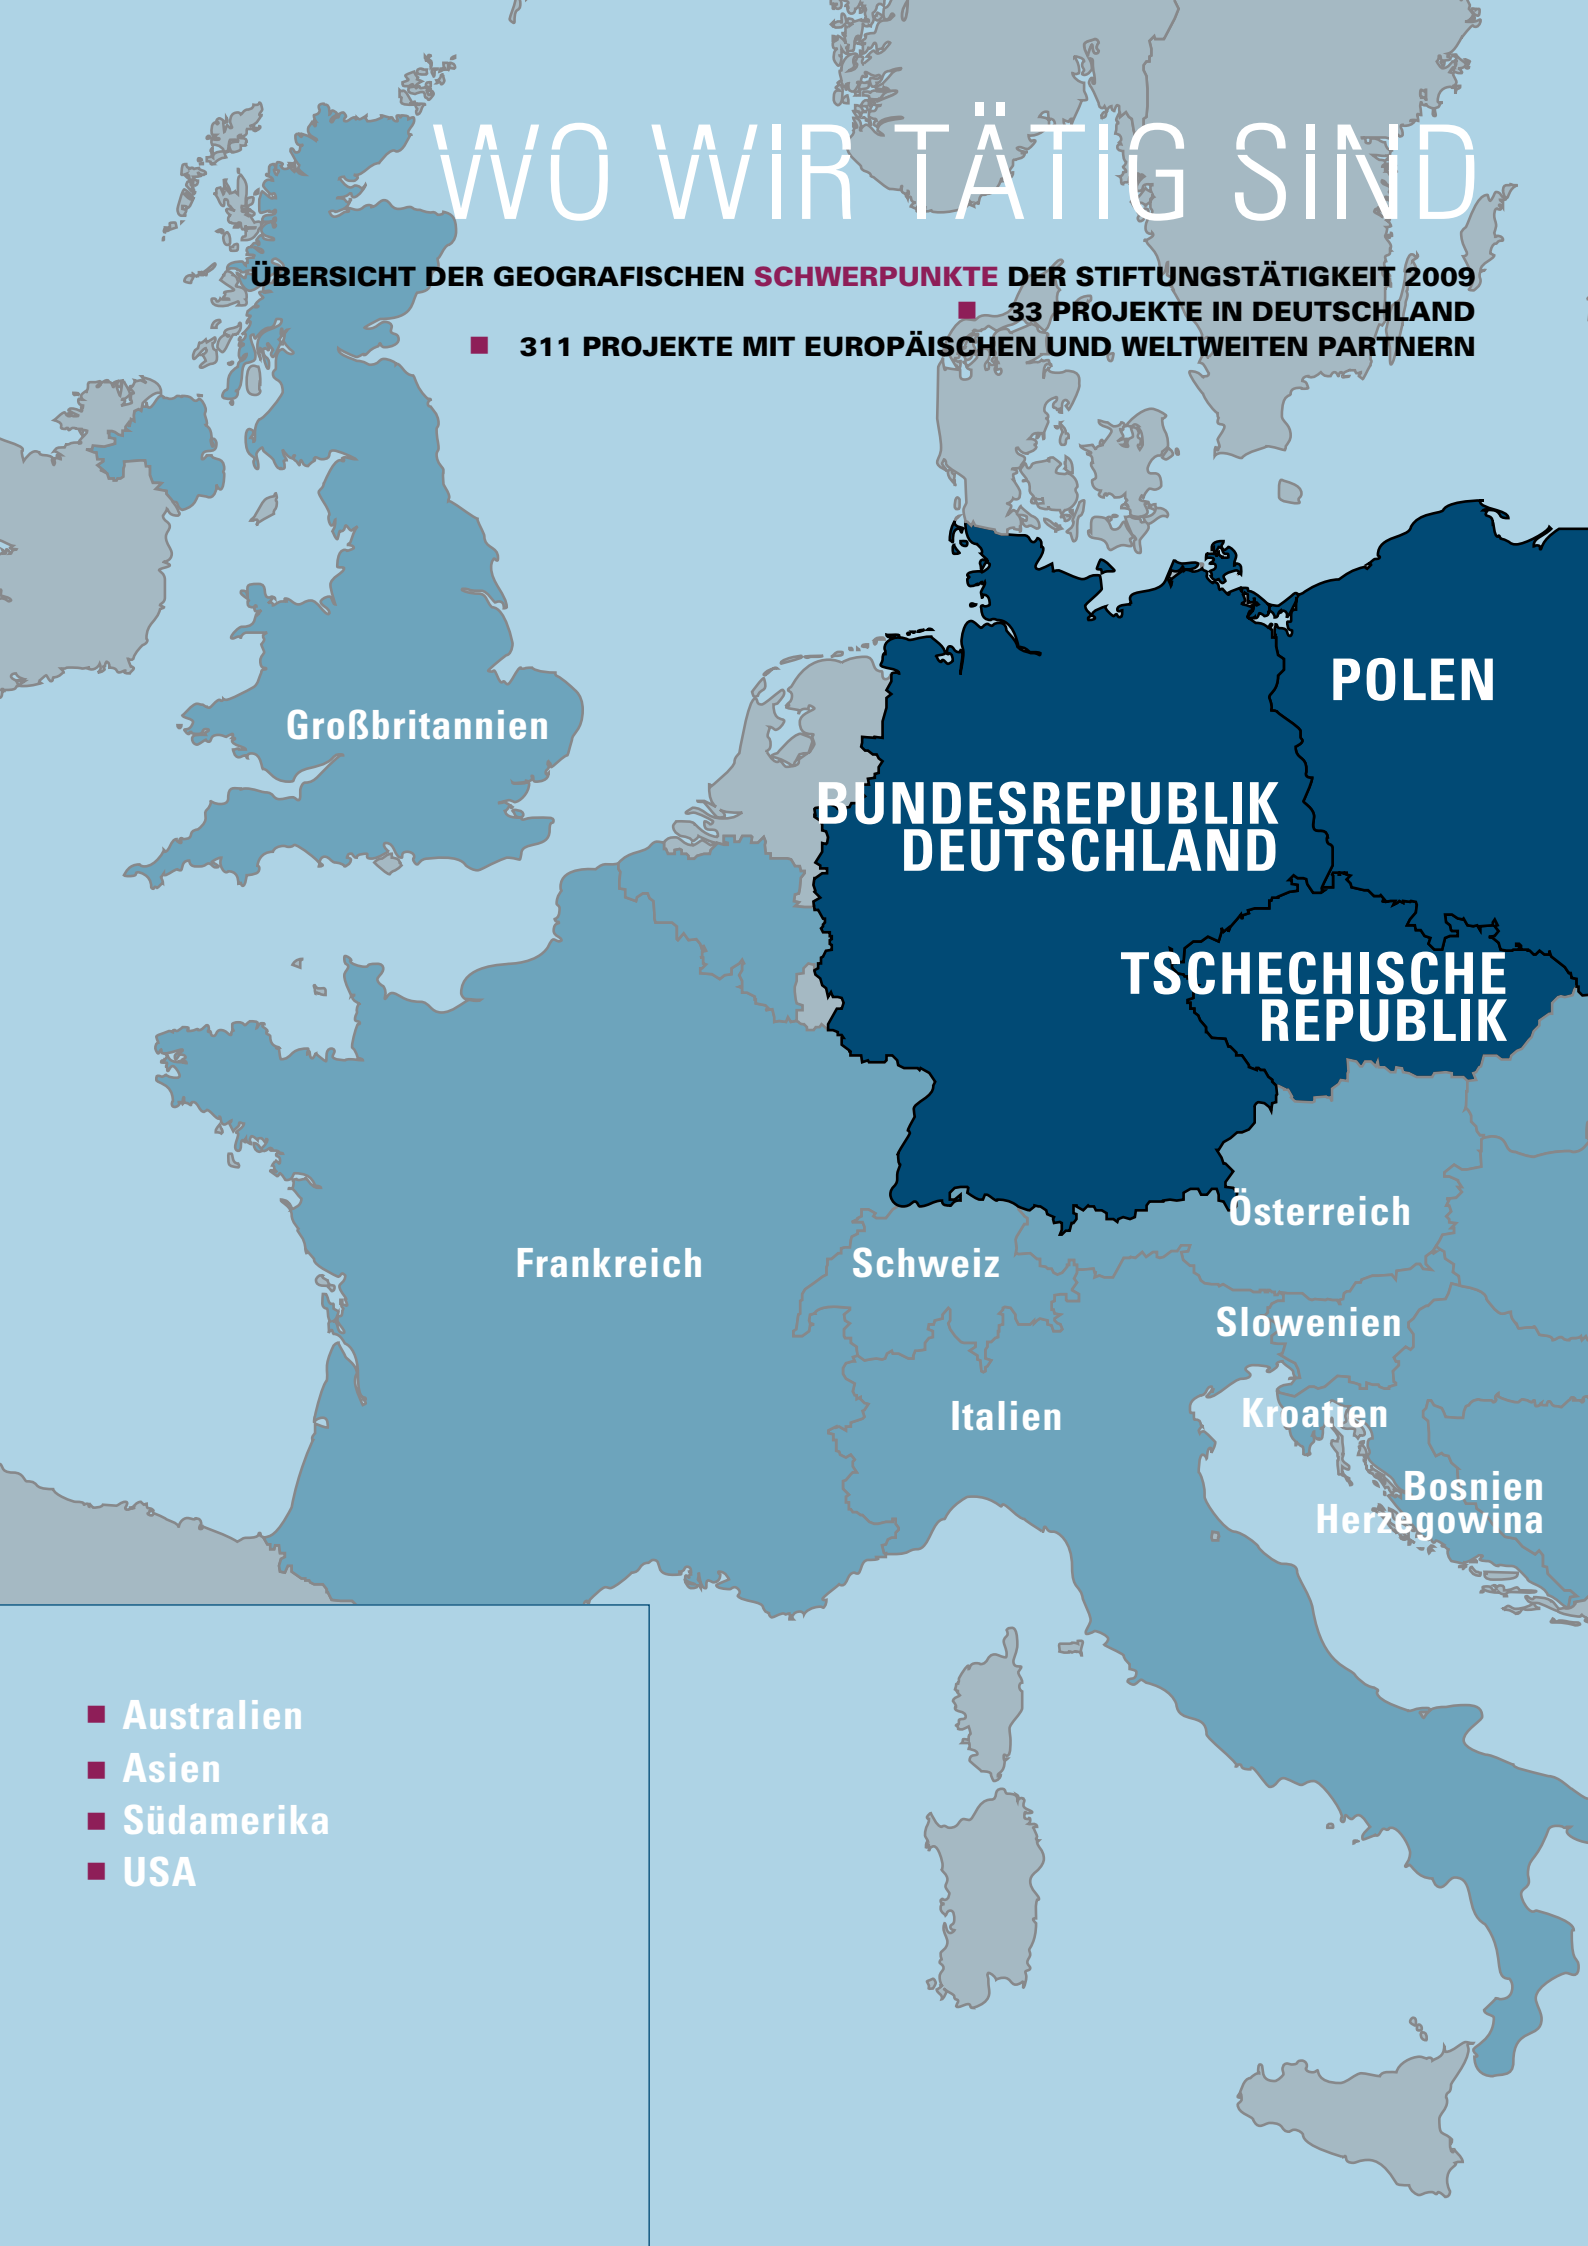 WO WIR TÄTIG SIND
ÜBERSICHT DER GEOGRAFISCHEN SCHWERPUNKTE DER STIFTUNGSTÄTIGKEIT 2009
■ 33 PROJEKTE IN DEUTSCHLAND
■ 311 PROJEKTE MIT EUROPÄISCHEN UND WELTWEITEN PARTNERN
POLEN
Großbritannien
BUNDESREPUBLIK
DEUTSCHLAND
TSCHECHISCHE
REPUBLIK
Österreich
Frankreich
Schweiz
Slowenien
Italien
Kroatien
Bosnien
Herzegowina
■ Australien
■ Asien
■ Südamerika
■ USA